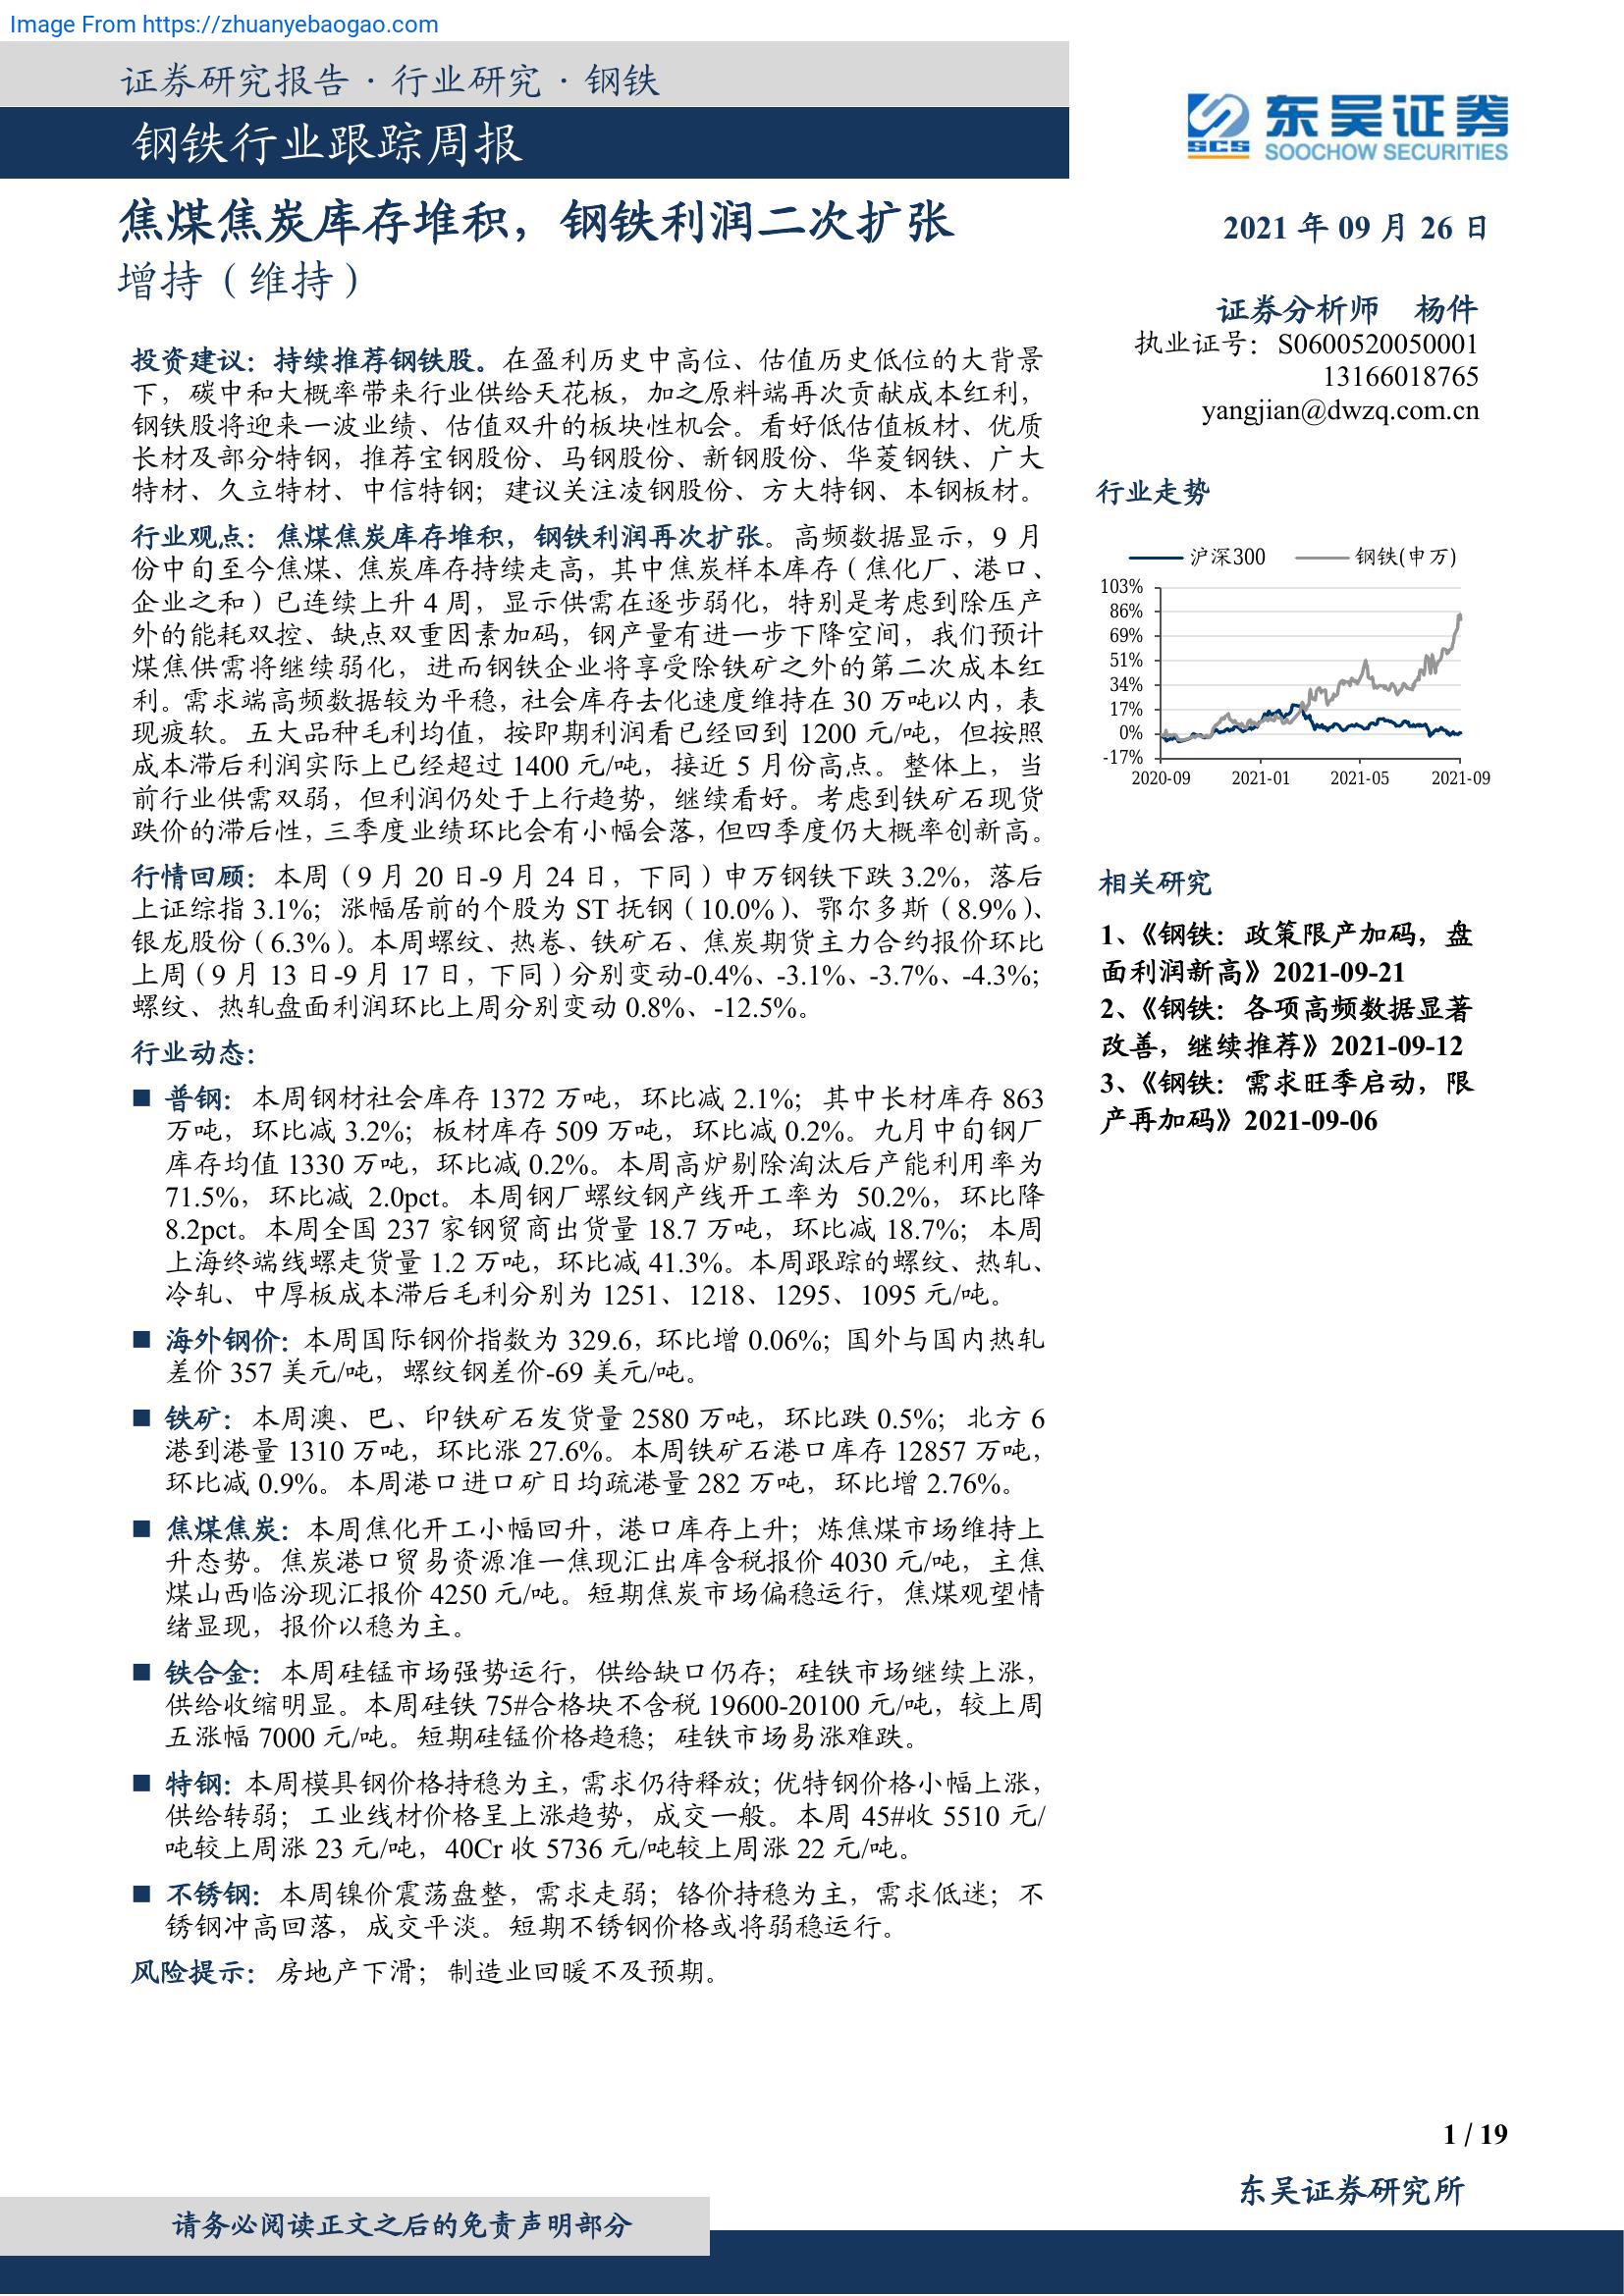 Image From https://zhuanyebaogao.com
证券研究报告·行业研究·钢铁
钢铁行业跟踪周报
东吴证券
SCS
SOOCHOW SECURITIES
焦煤焦炭库存堆积，钢铁利润二次扩张
增持（维持）
投资建议：持续推荐钢铁股。在盈利历史中高位、估值历史低位的大背景
下，碳中和大概率带来行业供给天花板，加之原料端再次贡献成本红利，
钢铁股将迎来一波业绩、估值双升的板块性机会。看好低估值板材、优质
长材及部分特钢，推荐宝钢股份、马钢股份、新钢股份、华菱钢铁、广大
特材、久立特材、中信特钢；建议关注凌钢股份、方大特钢、本钢板材。
行业观点：焦煤焦炭库存堆积，钢铁利润再次扩张。高频数据显示，9 月
份中旬至今焦煤、焦炭库存持续走高，其中焦炭样本库存（焦化厂、港口、
企业之和）已连续上升 4 周，显示供需在逐步弱化，特别是考虑到除压产
外的能耗双控、缺点双重因素加码，钢产量有进一步下降空间，我们预计
煤焦供需将继续弱化，进而钢铁企业将享受除铁矿之外的第二次成本红
利。需求端高频数据较为平稳，社会库存去化速度维持在 30 万吨以内，表
现疲软。五大品种毛利均值，按即期利润看已经回到 1200 元/吨，但按照
成本滞后利润实际上已经超过 1400 元/吨，接近 5 月份高点。整体上，当
前行业供需双弱，但利润仍处于上行趋势，继续看好。考虑到铁矿石现货
跌价的滞后性，三季度业绩环比会有小幅会落，但四季度仍大概率创新高。
行情回顾：本周（9 月 20 日-9 月 24 日，下同）申万钢铁下跌 3.2%，落后
上证综指 3.1%；涨幅居前的个股为 ST 抚钢（10.0%）、鄂尔多斯（8.9%）、
银龙股份（6.3%）。本周螺纹、热卷、铁矿石、焦炭期货主力合约报价环比
上周（9 月 13 日-9 月 17 日，下同）分别变动-0.4%、-3.1%、-3.7%、-4.3%；
螺纹、热轧盘面利润环比上周分别变动 0.8%、-12.5%。
行业动态：
■ 普钢：本周钢材社会库存 1372 万吨，环比减 2.1%；其中长材库存 863
万吨，环比减 3.2%；板材库存 509 万吨，环比减 0.2%。九月中旬钢厂
库存均值 1330 万吨，环比减 0.2%。本周高炉剔除淘汰后产能利用率为
71.5%，环比减 2.0pct。本周钢厂螺纹钢产线开工率为 50.2%，环比降
8.2pct。本周全国 237 家钢贸商出货量 18.7 万吨，环比减 18.7%；本周
上海终端线螺走货量 1.2 万吨，环比减 41.3%。本周跟踪的螺纹、热轧、
冷轧、中厚板成本滞后毛利分别为 1251、1218、1295、1095 元/吨。
■ 海外钢价：本周国际钢价指数为 329.6，环比增 0.06%；国外与国内热轧
差价 357 美元/吨，螺纹钢差价-69 美元/吨。
■ 铁矿：本周澳、巴、印铁矿石发货量 2580 万吨，环比跌 0.5%；北方 6
港到港量 1310 万吨，环比涨 27.6%。本周铁矿石港口库存 12857 万吨，
环比减 0.9%。本周港口进口矿日均疏港量 282 万吨，环比增 2.76%。
■ 焦煤焦炭：本周焦化开工小幅回升，港口库存上升；炼焦煤市场维持上
升态势。焦炭港口贸易资源准一焦现汇出库含税报价 4030 元/吨，主焦
煤山西临汾现汇报价 4250 元/吨。短期焦炭市场偏稳运行，焦煤观望情
绪显现，报价以稳为主。
■ 铁合金：本周硅锰市场强势运行，供给缺口仍存；硅铁市场继续上涨，
供给收缩明显。本周硅铁 75#合格块不含税 19600-20100 元/吨，较上周
五涨幅 7000 元/吨。短期硅锰价格趋稳；硅铁市场易涨难跌。
■ 特钢：本周模具钢价格持稳为主，需求仍待释放；优特钢价格小幅上涨，
供给转弱；工业线材价格呈上涨趋势，成交一般。本周 45#收 5510 元/
吨较上周涨 23 元/吨，40Cr 收 5736 元/吨较上周涨 22 元/吨。
■ 不锈钢：本周镍价震荡盘整，需求走弱；铬价持稳为主，需求低迷；不
锈钢冲高回落，成交平淡。短期不锈钢价格或将弱稳运行。
风险提示：房地产下滑；制造业回暖不及预期。
2021 年 09 月 26 日
证券分析师 杨件
执业证号：S0600520050001
13166018765
yangjian@dwzq.com.cn
行业走势
沪深300 钢铁(申万)
103%
86%
69%
51%
34%
17%
0%
-17%
2020-09 2021-01 2021-05 2021-09
相关研究
1、《钢铁：政策限产加码，盘
面利润新高》2021-09-21
2、《钢铁：各项高频数据显著
改善，继续推荐》2021-09-12
3、《钢铁：需求旺季启动，限
产再加码》2021-09-06
1 / 19
东吴证券研究所
请务必阅读正文之后的免责声明部分